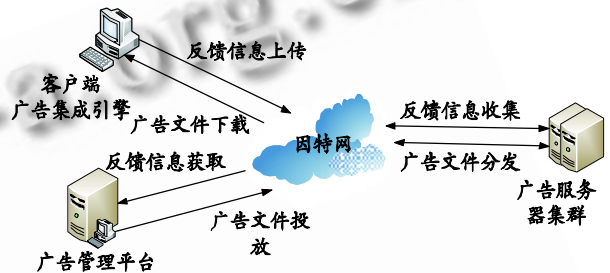 反馈信息上传
客户端
广告集成引擎
广告文件下载
因特网
反馈信息收集
广告文件分发
广告服务
器集群
反馈信息获取
广告文件投
放
广告管理平台